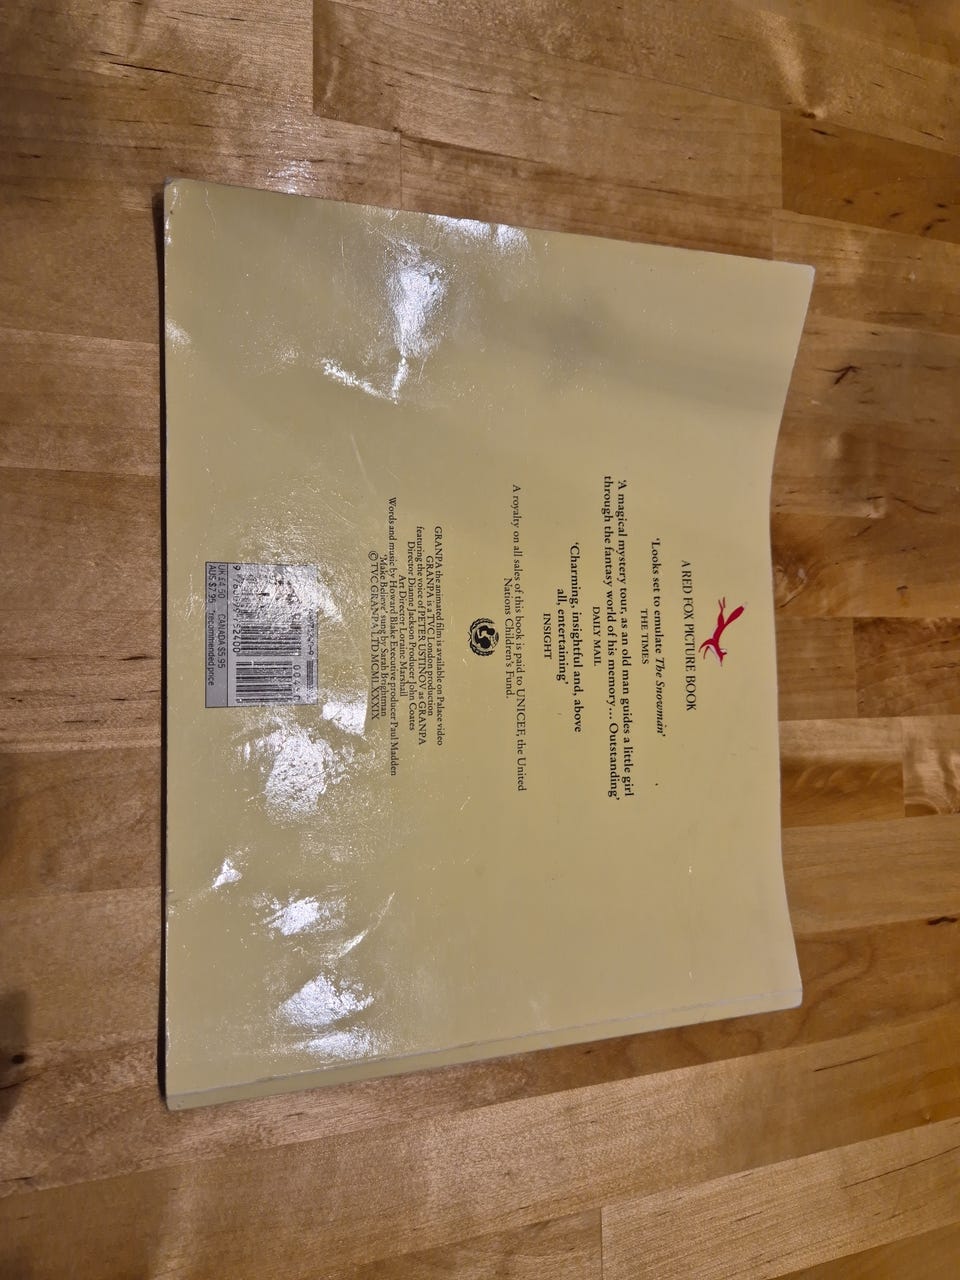 A RED FOX PICTURE BOOK
'Looks set to emulate The Snowman'
THE TIMES
'A magical mystery tour, as an old man guides a little girl
through the fantasy world of his memory... Outstanding'
DAILY MAIL
'Charming, insightful and, above
all, entertaining'
INSIGHT
A royalty on all sales of this book is paid to UNICEF, the United
Nations Children's Fund.
GRANPA the animated film is available on Palace video
GRANPA is a TVC London production
featuring the voice of PETER USTINOV as GRANPA
Director Dianne Jackson Producer John Coates
Art Director Loraine Marshall
Words and music by Howard Blake Executive producer Paul Madden
'Make Believe' sung by Sarah Brightman
© TVC GRANPA LTD MCMLXXXIX
UK £4.50 CANADA $5.95
AUS $7.95 *recommended price